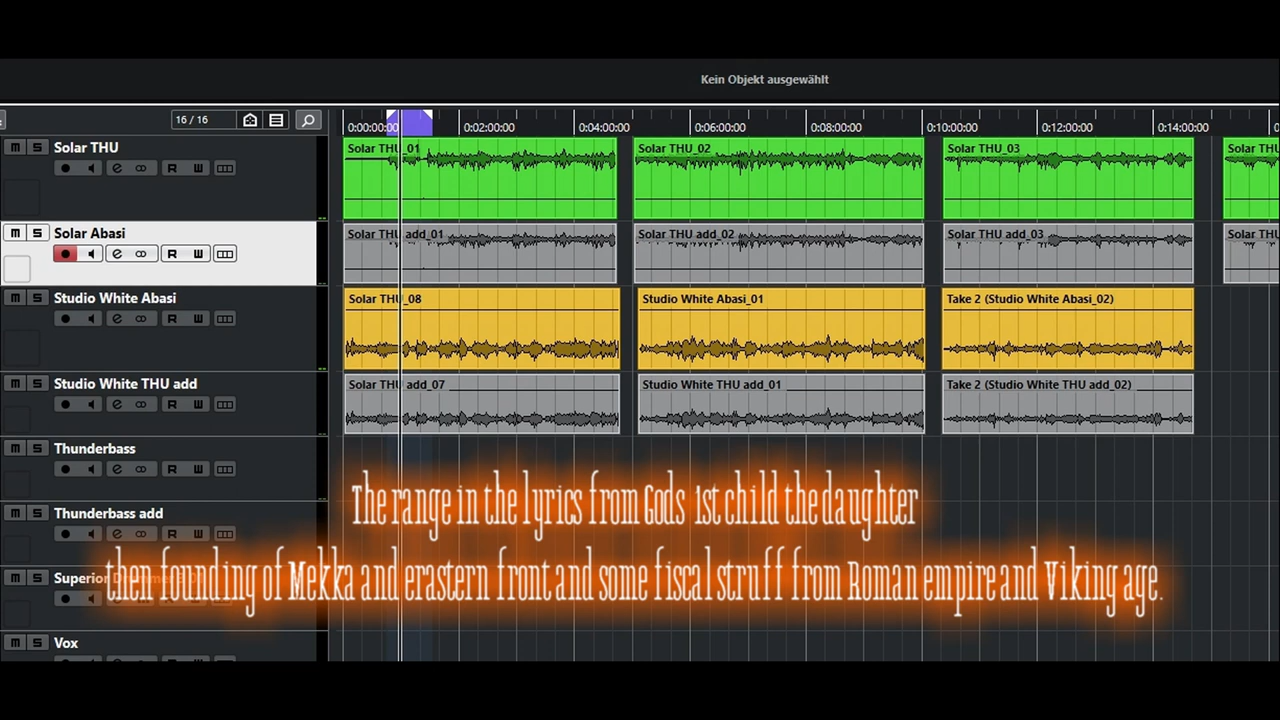 Kein Objekt ausgewählt
16 / 16
0:00:00:00 0:02:00:00 0:04:00:00 0:06:00:00 0:08:00:00 0:10:00:00 0:12:00:00 0:14:00:00
M S Solar THU
R W
Solar THU_01 Solar THU_02 Solar THU_03 Solar THU
M S Solar Abasi
R W
Solar THU add_01 Solar THU add_02 Solar THU add_03 Solar THU
M S Studio White Abasi
R W
Solar THU_08 Studio White Abasi_01 Take 2 (Studio White Abasi_02)
M S Studio White THU add
R W
Solar THU add_07 Studio White THU add_01 Take 2 (Studio White THU add_02)
M S Thunderbass
R W
M S Thunderbass add
R W
M S Superior Drummer 3 01
R W
M S Vox
The range in the lyrics from Gods 1st child the daughter
then founding of Mekka and erastern front and some fiscal struff from Roman empire and Viking age.